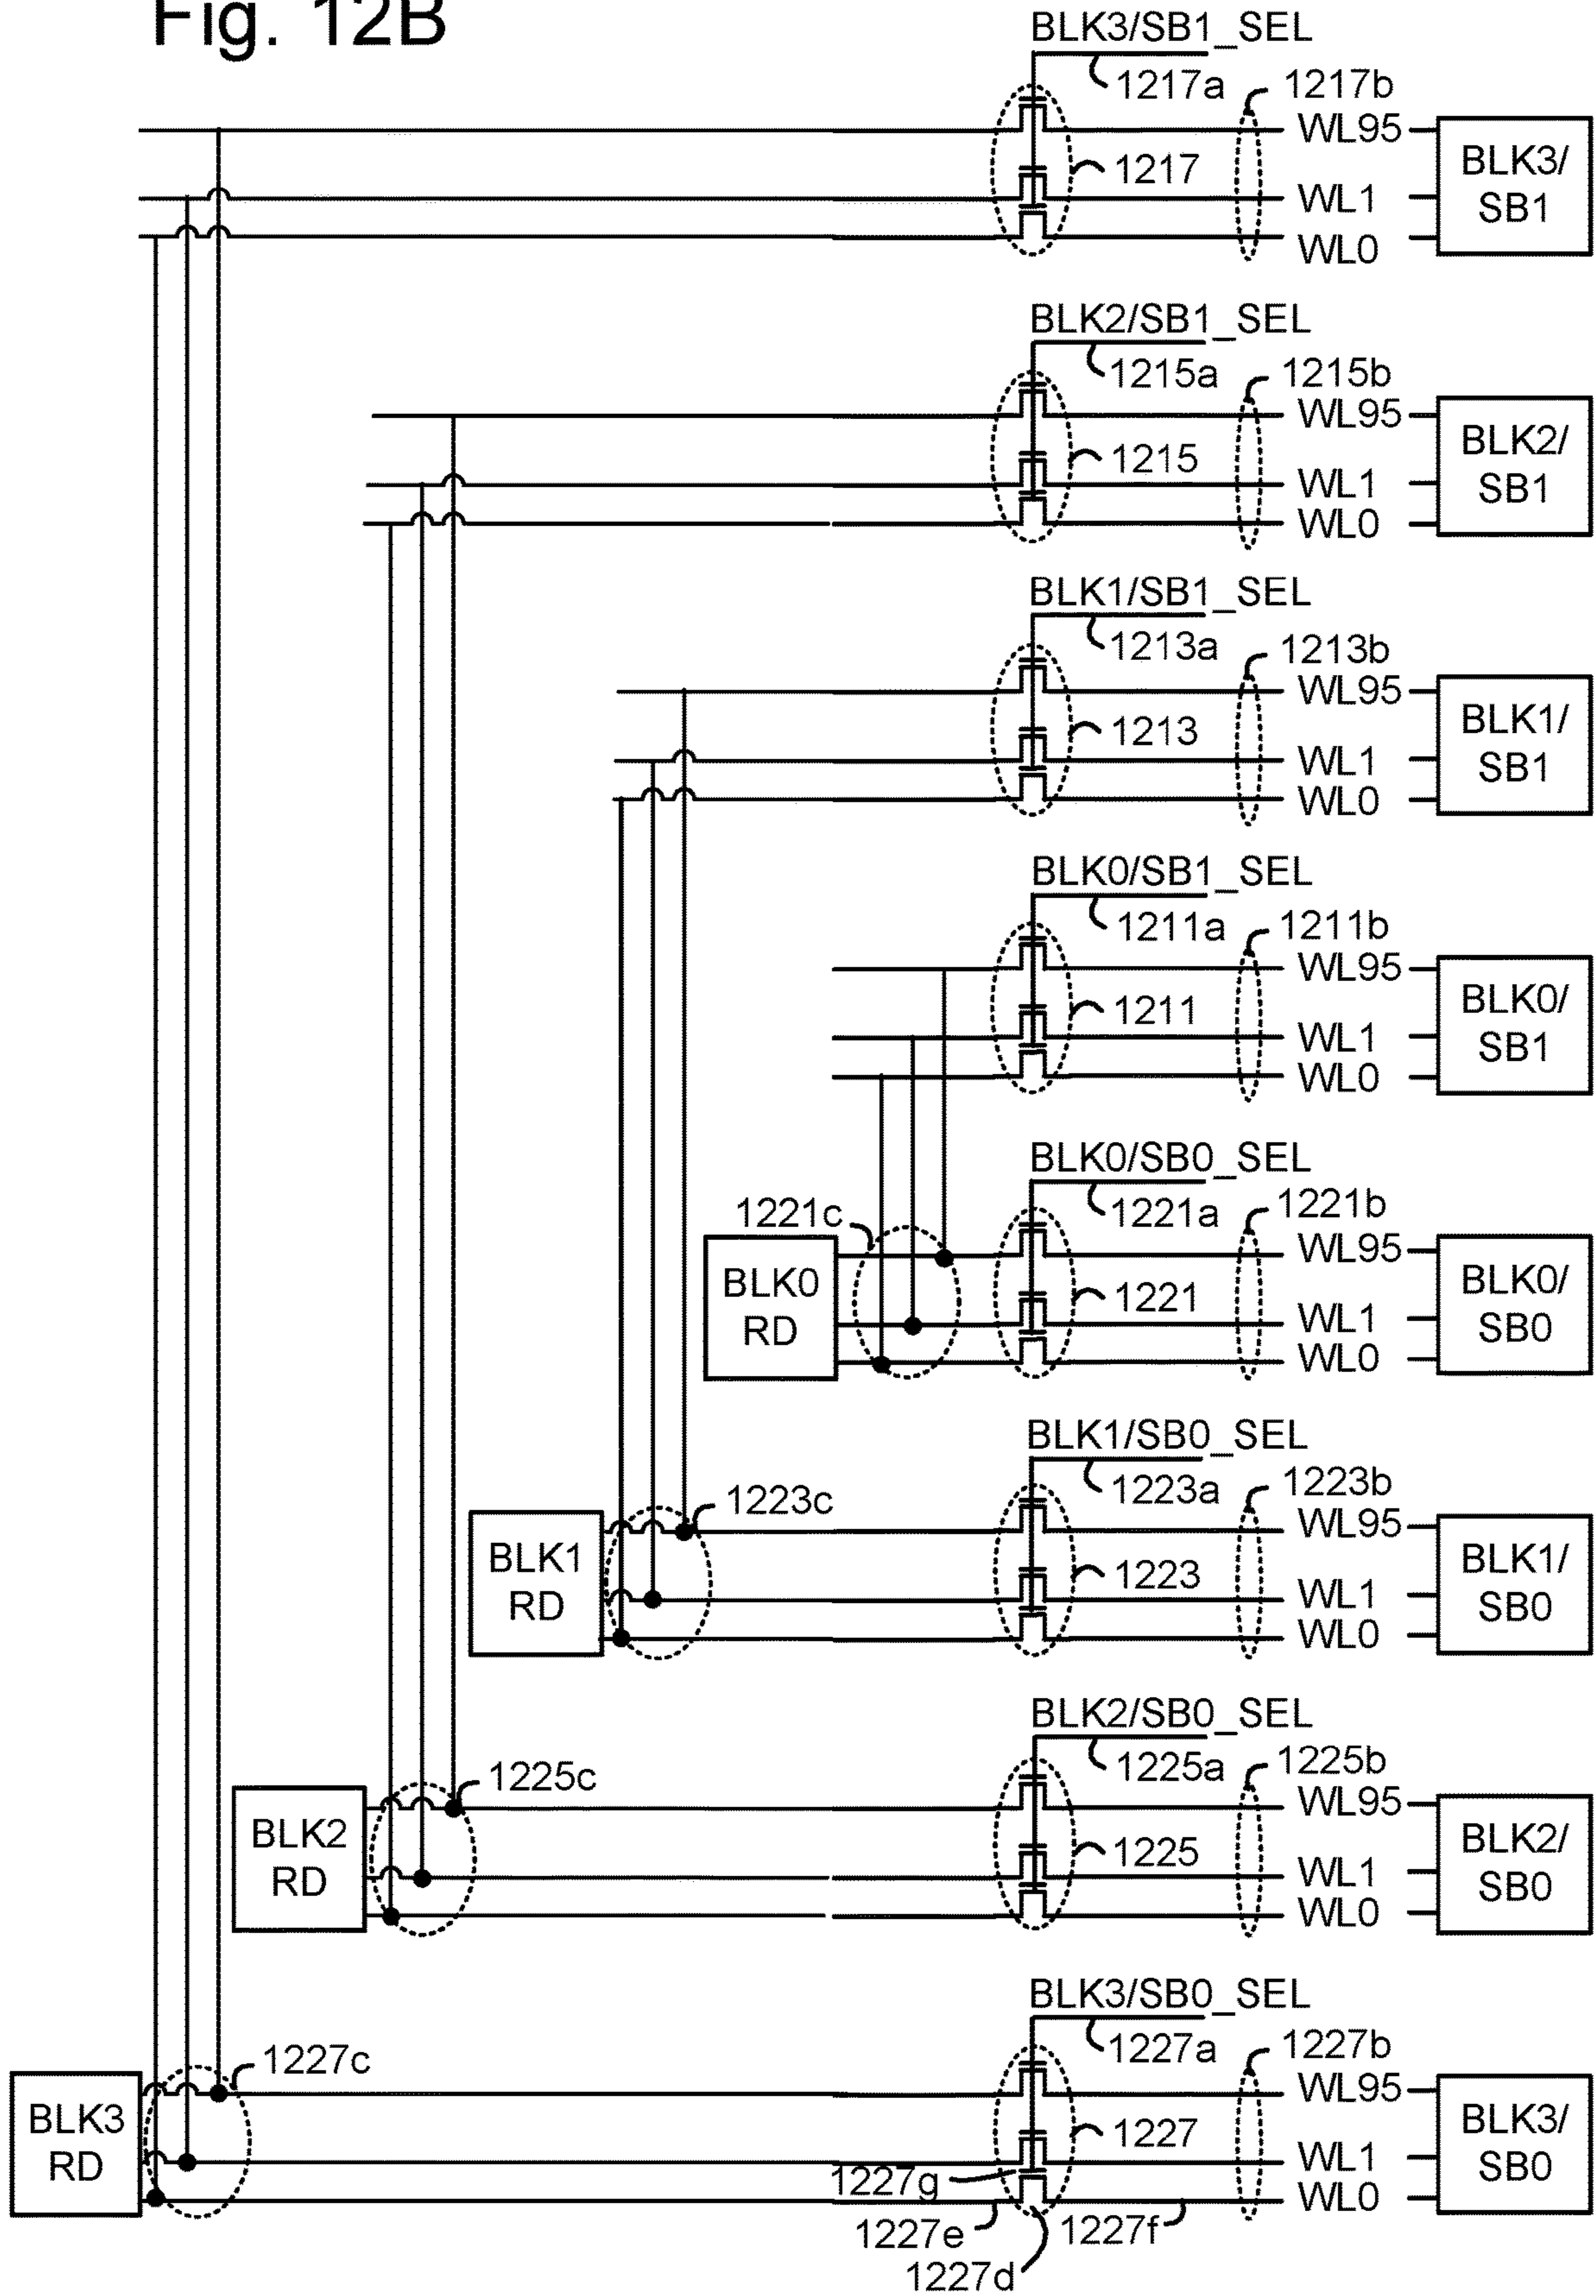 Fig. 12B
BLK3/SB1_SEL
1217a
1217b
WL95
1217
WL1
WL0
BLK3/
SB1
BLK2/SB1_SEL
1215a
1215b
WL95
1215
WL1
WL0
BLK2/
SB1
BLK1/SB1_SEL
1213a
1213b
WL95
1213
WL1
WL0
BLK1/
SB1
BLK0/SB1_SEL
1211a
1211b
WL95
1211
WL1
WL0
BLK0/
SB1
BLK0/SB0_SEL
1221c
1221a
1221b
WL95
BLK0
RD
1221
WL1
WL0
BLK0/
SB0
BLK1/SB0_SEL
1223c
1223a
1223b
WL95
BLK1
RD
1223
WL1
WL0
BLK1/
SB0
BLK2/SB0_SEL
1225c
1225a
1225b
WL95
BLK2
RD
1225
WL1
WL0
BLK2/
SB0
BLK3/SB0_SEL
1227c
1227a
1227b
WL95
BLK3
RD
1227
WL1
1227g
WL0
BLK3/
SB0
1227e
1227f
1227d